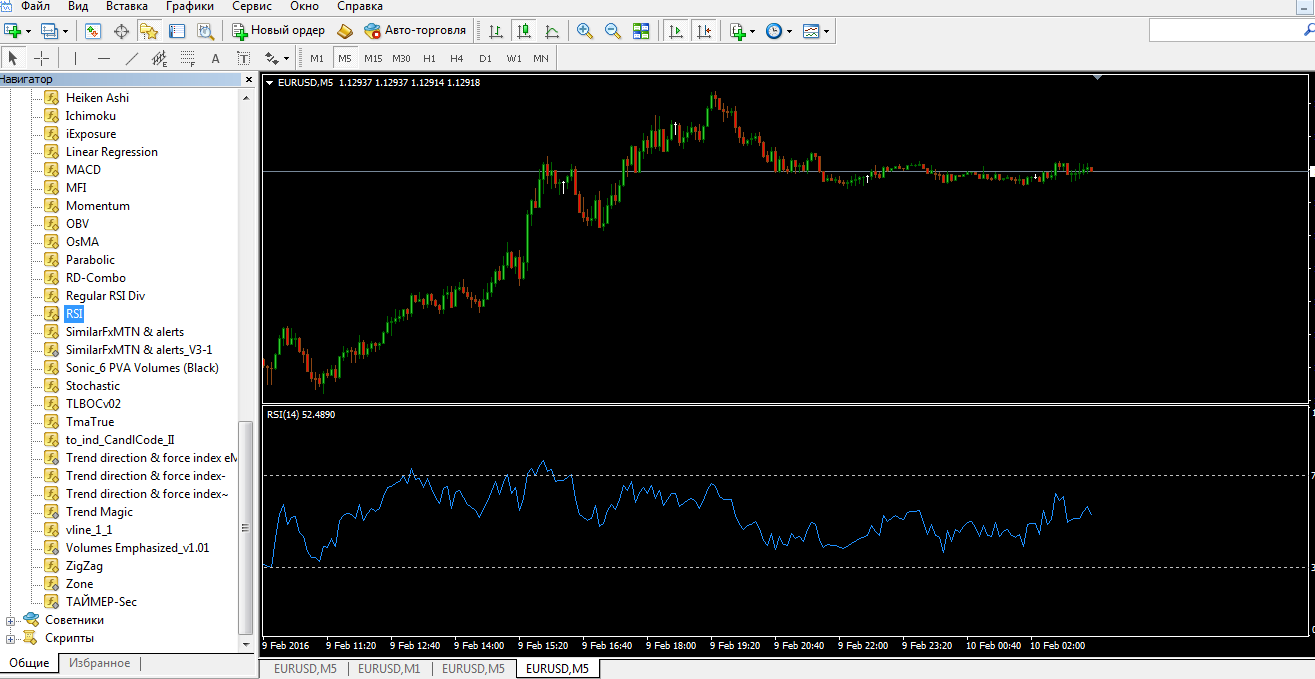 Файл Вид Вставка Графики Сервис Окно Справка
Новый ордер Авто-торговля
A T M1 M5 M15 M30 H1 H4 D1 W1 MN
Навигатор
Heiken Ashi
Ichimoku
iExposure
Linear Regression
MACD
MFI
Momentum
OBV
OsMA
Parabolic
RD-Combo
Regular RSI Div
RSI
SimilarFxMTN & alerts
SimilarFxMTN & alerts_V3-1
Sonic_6 PVA Volumes (Black)
Stochastic
TLBOCv02
TmaTrue
to_ind_CandlCode_II
Trend direction & force index eM
Trend direction & force index-
Trend direction & force index~
Trend Magic
vline_1_1
Volumes Emphasized_v1.01
ZigZag
Zone
ТАЙМЕР-Sec
Советники
Скрипты
Общие Избранное
EURUSD,M5 1.12937 1.12937 1.12914 1.12918
RSI(14) 52.4890
9 Feb 2016 9 Feb 11:20 9 Feb 12:40 9 Feb 14:00 9 Feb 15:20 9 Feb 16:40 9 Feb 18:00 9 Feb 19:20 9 Feb 20:40 9 Feb 22:00 9 Feb 23:20 10 Feb 00:40 10 Feb 02:00
EURUSD,M5 EURUSD,M1 EURUSD,M5 EURUSD,M5